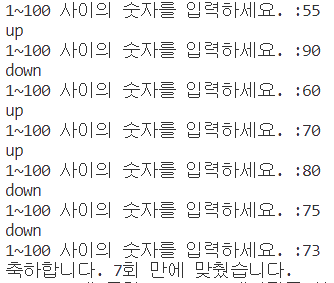 1~100 사이의 숫자를 입력하세요. :55
up
1~100 사이의 숫자를 입력하세요. :90
down
1~100 사이의 숫자를 입력하세요. :60
up
1~100 사이의 숫자를 입력하세요. :70
up
1~100 사이의 숫자를 입력하세요. :80
down
1~100 사이의 숫자를 입력하세요. :75
down
1~100 사이의 숫자를 입력하세요. :73
축하합니다. 7회 만에 맞췄습니다.